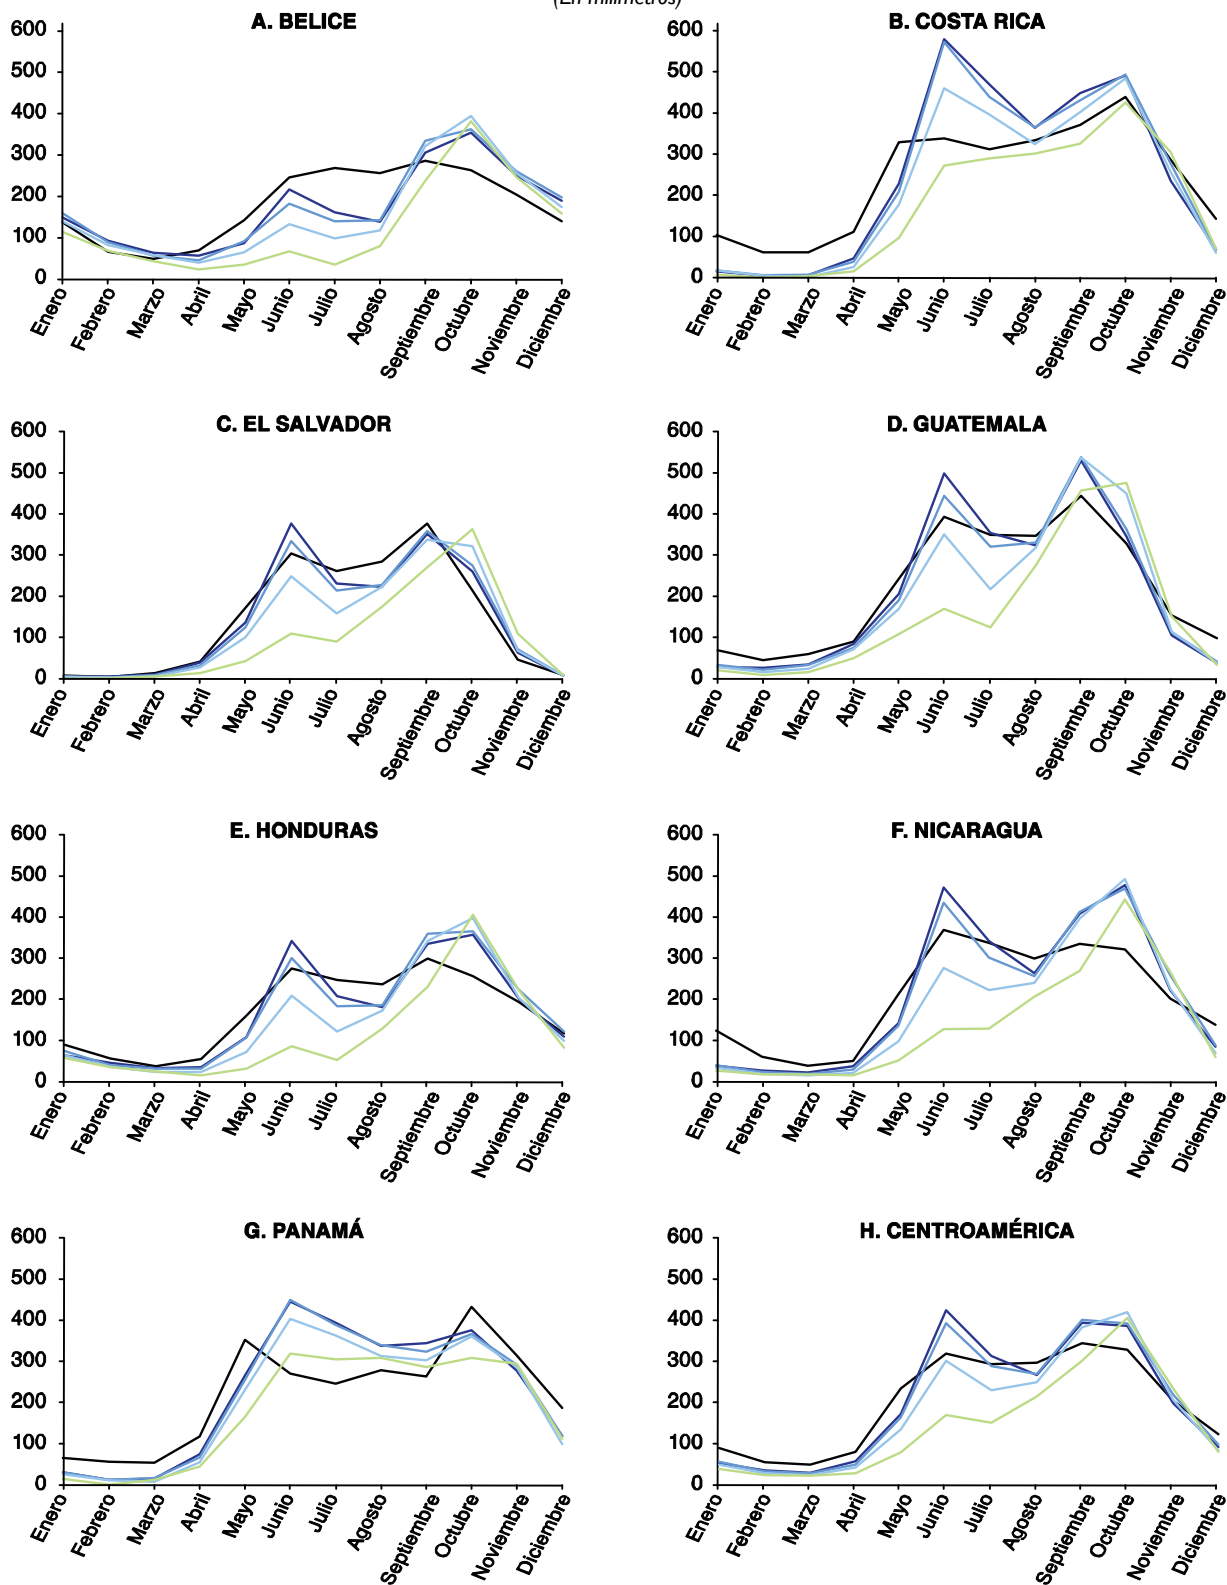 (En milímetros)
A. BELICE
600
500
400
300
200
100
0
Enero
Febrero
Marzo
Abril
Mayo
Junio
Julio
Agosto
Septiembre
Octubre
Noviembre
Diciembre
B. COSTA RICA
600
500
400
300
200
100
0
Enero
Febrero
Marzo
Abril
Mayo
Junio
Julio
Agosto
Septiembre
Octubre
Noviembre
Diciembre
C. EL SALVADOR
600
500
400
300
200
100
0
Enero
Febrero
Marzo
Abril
Mayo
Junio
Julio
Agosto
Septiembre
Octubre
Noviembre
Diciembre
D. GUATEMALA
600
500
400
300
200
100
0
Enero
Febrero
Marzo
Abril
Mayo
Junio
Julio
Agosto
Septiembre
Octubre
Noviembre
Diciembre
E. HONDURAS
600
500
400
300
200
100
0
Enero
Febrero
Marzo
Abril
Mayo
Junio
Julio
Agosto
Septiembre
Octubre
Noviembre
Diciembre
F. NICARAGUA
600
500
400
300
200
100
0
Enero
Febrero
Marzo
Abril
Mayo
Junio
Julio
Agosto
Septiembre
Octubre
Noviembre
Diciembre
G. PANAMÁ
600
500
400
300
200
100
0
Enero
Febrero
Marzo
Abril
Mayo
Junio
Julio
Agosto
Septiembre
Octubre
Noviembre
Diciembre
H. CENTROAMÉRICA
600
500
400
300
200
100
0
Enero
Febrero
Marzo
Abril
Mayo
Junio
Julio
Agosto
Septiembre
Octubre
Noviembre
Diciembre